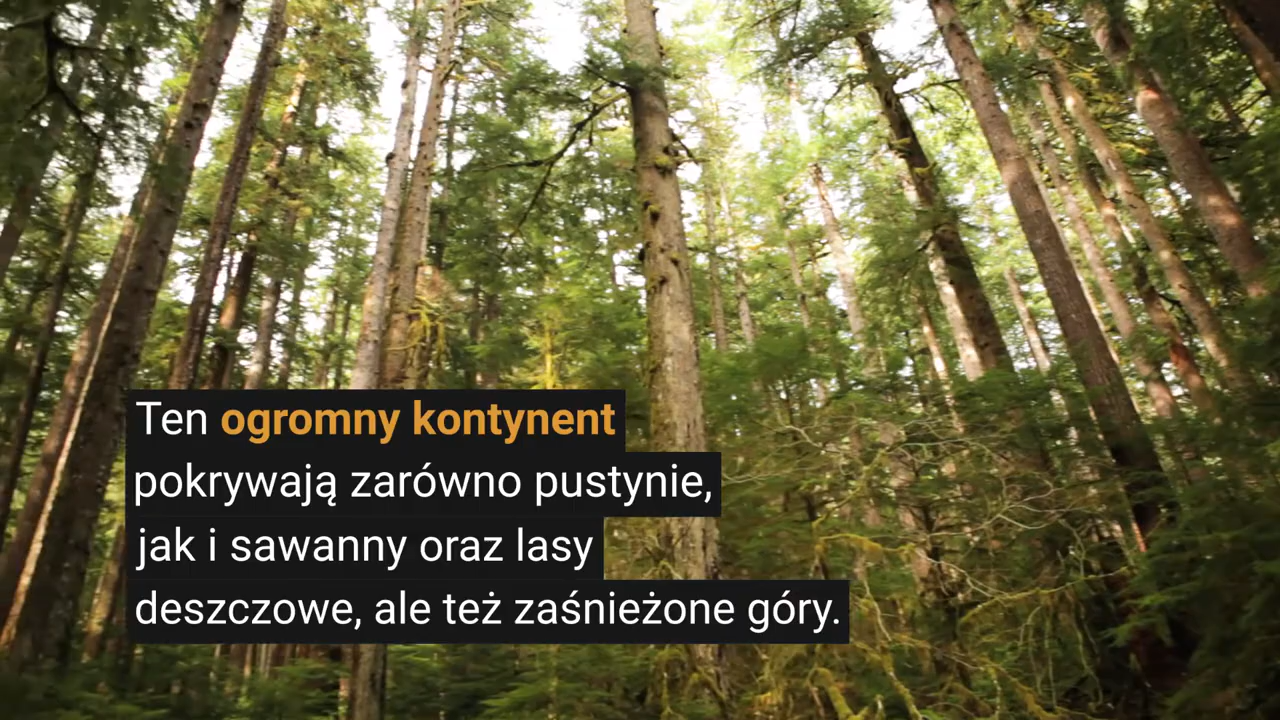 Ten ogromny kontynent
pokrywają zarówno pustynie,
jak i sawanny oraz lasy
deszczowe, ale też zaśnieżone góry.